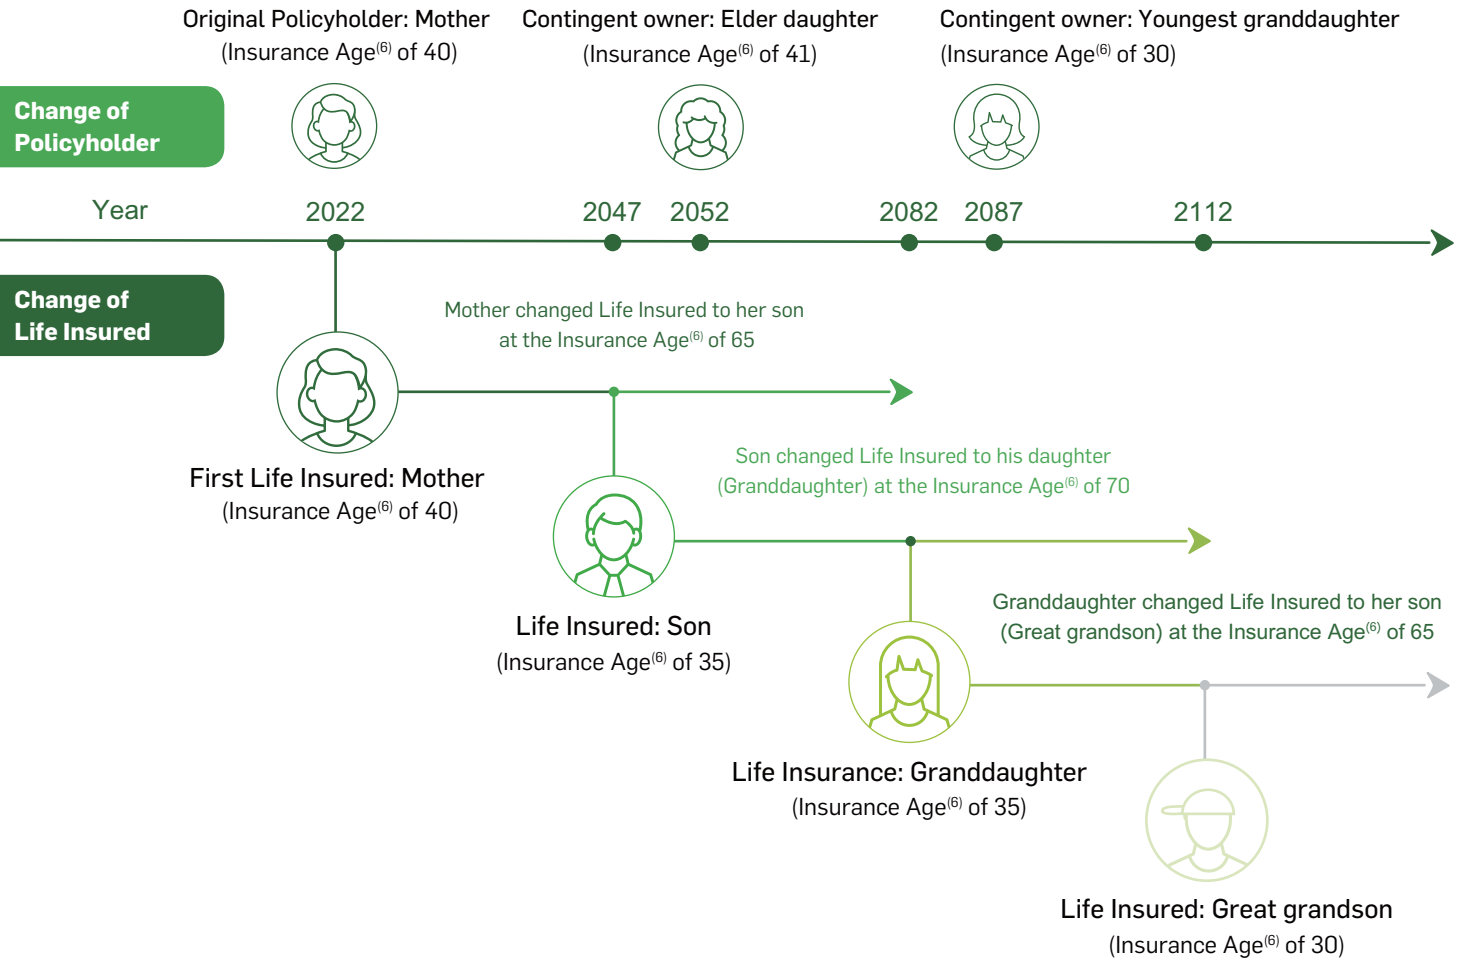 Original Policyholder: Mother
(Insurance Age(6) of 40)
Contingent owner: Elder daughter
(Insurance Age(6) of 41)
Contingent owner: Youngest granddaughter
(Insurance Age(6) of 30)
Change of
Policyholder
Year
2022
2047
2052
2082
2087
2112
Change of
Life Insured
Mother changed Life Insured to her son
at the Insurance Age(6) of 65
First Life Insured: Mother
(Insurance Age(6) of 40)
Son changed Life Insured to his daughter
(Granddaughter) at the Insurance Age(6) of 70
Life Insured: Son
(Insurance Age(6) of 35)
Granddaughter changed Life Insured to her son
(Great grandson) at the Insurance Age(6) of 65
Life Insurance: Granddaughter
(Insurance Age(6) of 35)
Life Insured: Great grandson
(Insurance Age(6) of 30)